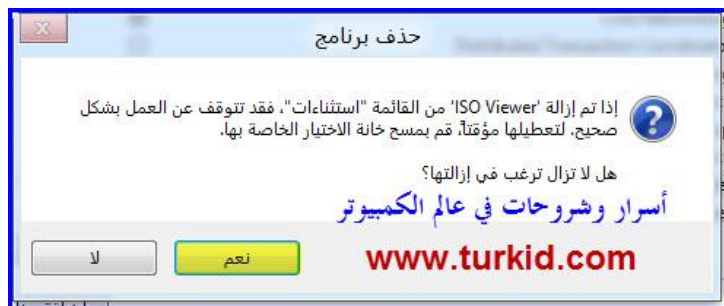 حذف برنامج
إذا تم إزالة 'ISO Viewer' من القائمة "استثناءات"، فقد تتوقف عن العمل بشكل
صحيح. لتعطيلها مؤقتاً، قم بمسح خانة الاختيار الخاصة بها.
هل لا تزال ترغب في إزالتها؟
أسرار وشروحات في عالم الكمبيوتر
www.turkid.com
نعم
لا